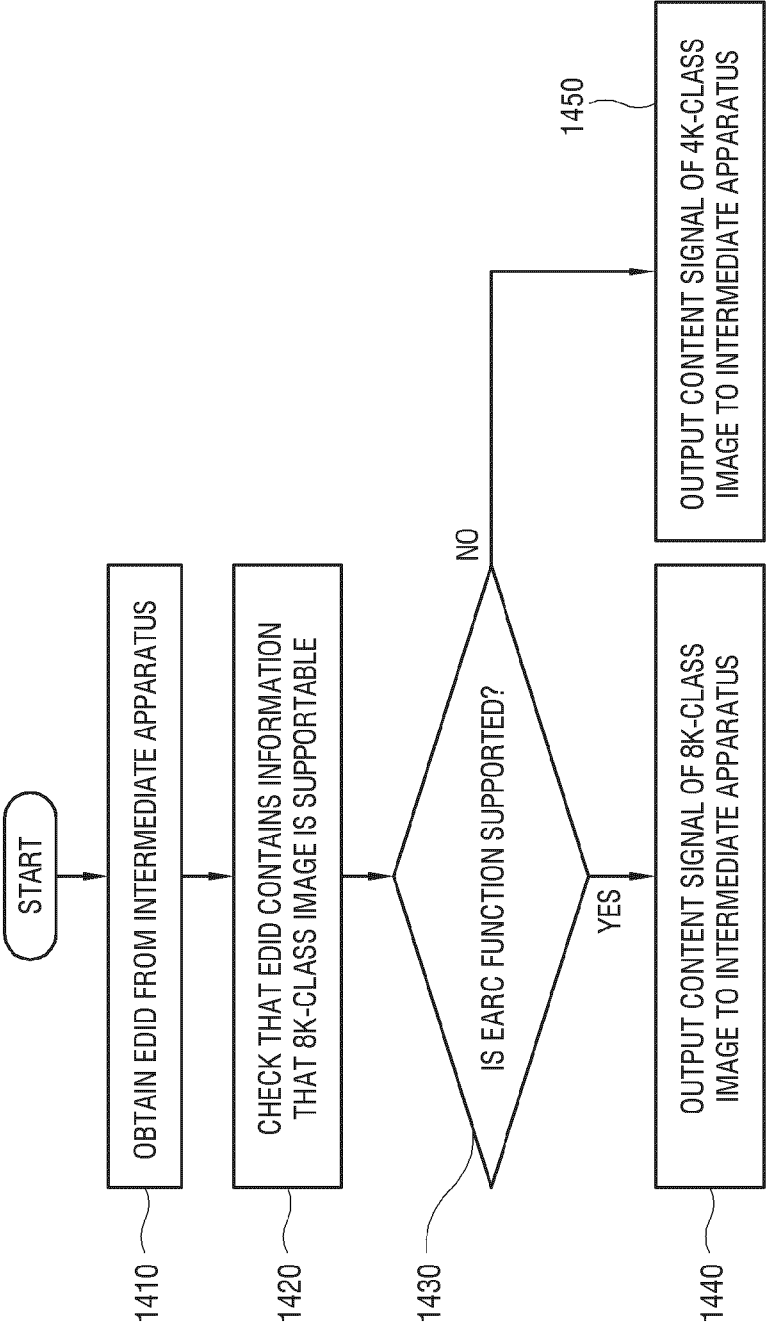 START
1410
OBTAIN EDID FROM INTERMEDIATE APPARATUS
1420
CHECK THAT EDID CONTAINS INFORMATION
THAT 8K-CLASS IMAGE IS SUPPORTABLE
1430
IS EARC FUNCTION SUPPORTED?
NO
YES
1440
OUTPUT CONTENT SIGNAL OF 8K-CLASS
IMAGE TO INTERMEDIATE APPARATUS
1450
OUTPUT CONTENT SIGNAL OF 4K-CLASS
IMAGE TO INTERMEDIATE APPARATUS